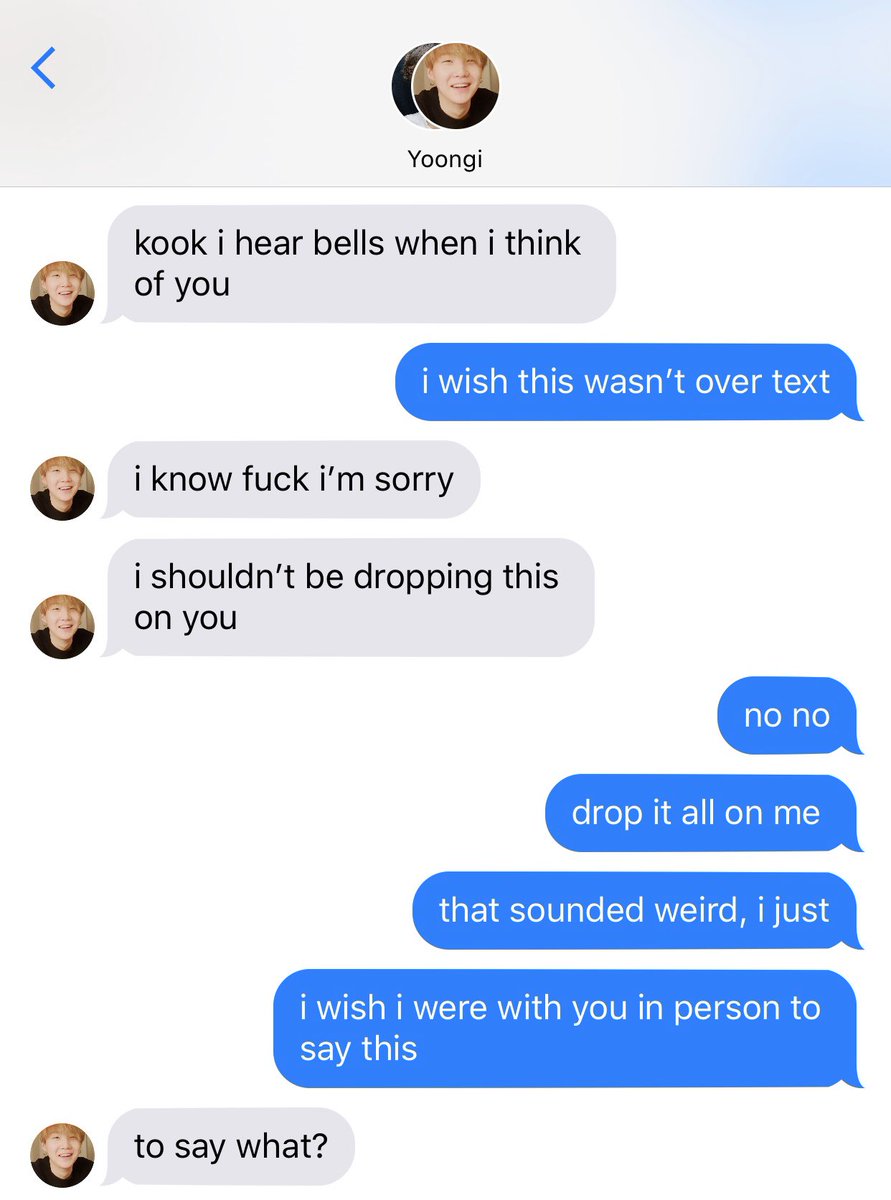 Yoongi
kook i hear bells when i think
of you
i wish this wasn’t over text
i know fuck i’m sorry
i shouldn’t be dropping this
on you
no no
drop it all on me
that sounded weird, i just
i wish i were with you in person to
say this
to say what?